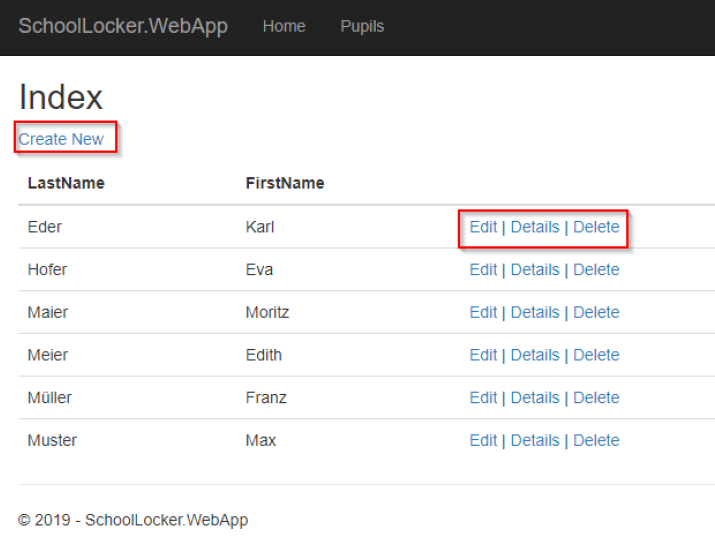 SchoolLocker.WebApp Home Pupils
Index
Create New
LastName FirstName
Eder Karl Edit | Details | Delete
Hofer Eva Edit | Details | Delete
Maier Moritz Edit | Details | Delete
Meier Edith Edit | Details | Delete
Müller Franz Edit | Details | Delete
Muster Max Edit | Details | Delete
© 2019 - SchoolLocker.WebApp